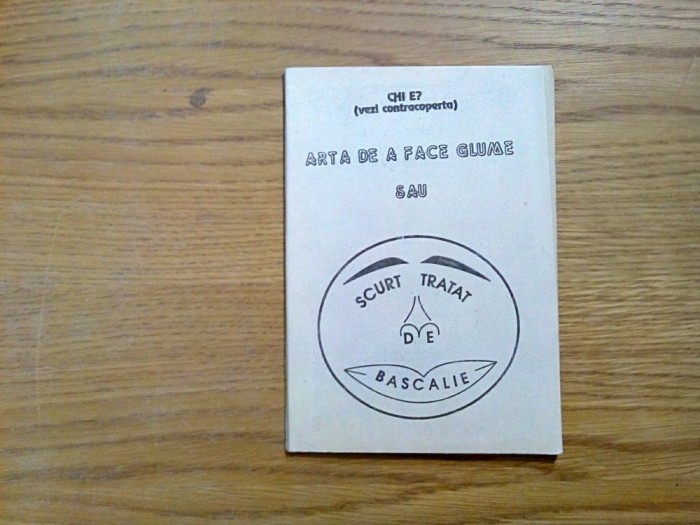 CHI E?
(vezi contracoperta)
ARTA DE A FACE GLUME
SAU
SCURT TRATAT
DE
BASCALIE